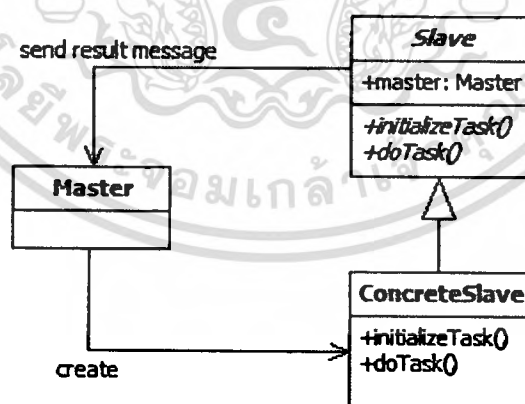 send result message
Slave
+master: Master
+initializeTask()
+doTask()
Master
ConcreteSlave
+initializeTask()
+doTask()
create